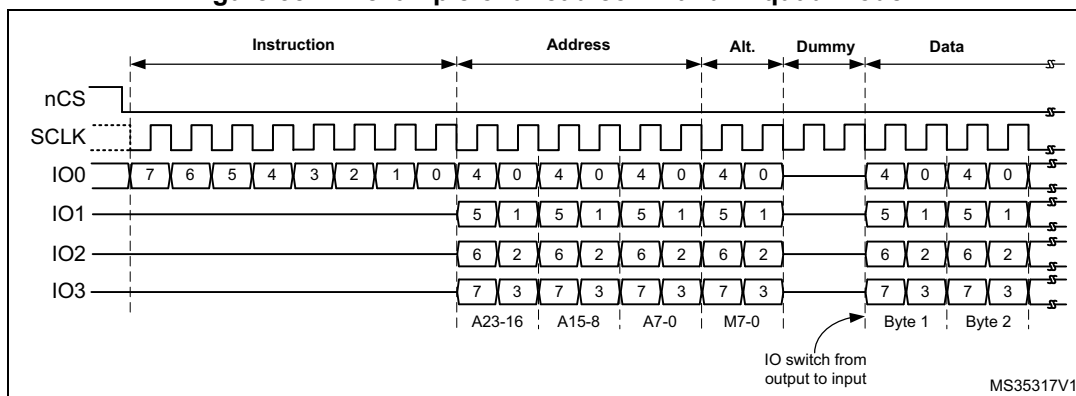 Instruction Address Alt. Dummy Data
nCS
SCLK
IO0 7 6 5 4 3 2 1 0 4 0 4 0 4 0 4 0 4 0 4 0
IO1 5 1 5 1 5 1 5 1 5 1 5 1
IO2 6 2 6 2 6 2 6 2 6 2 6 2
IO3 7 3 7 3 7 3 7 3 7 3 7 3
A23-16 A15-8 A7-0 M7-0 Byte 1 Byte 2
IO switch from
output to input
MS35317V1